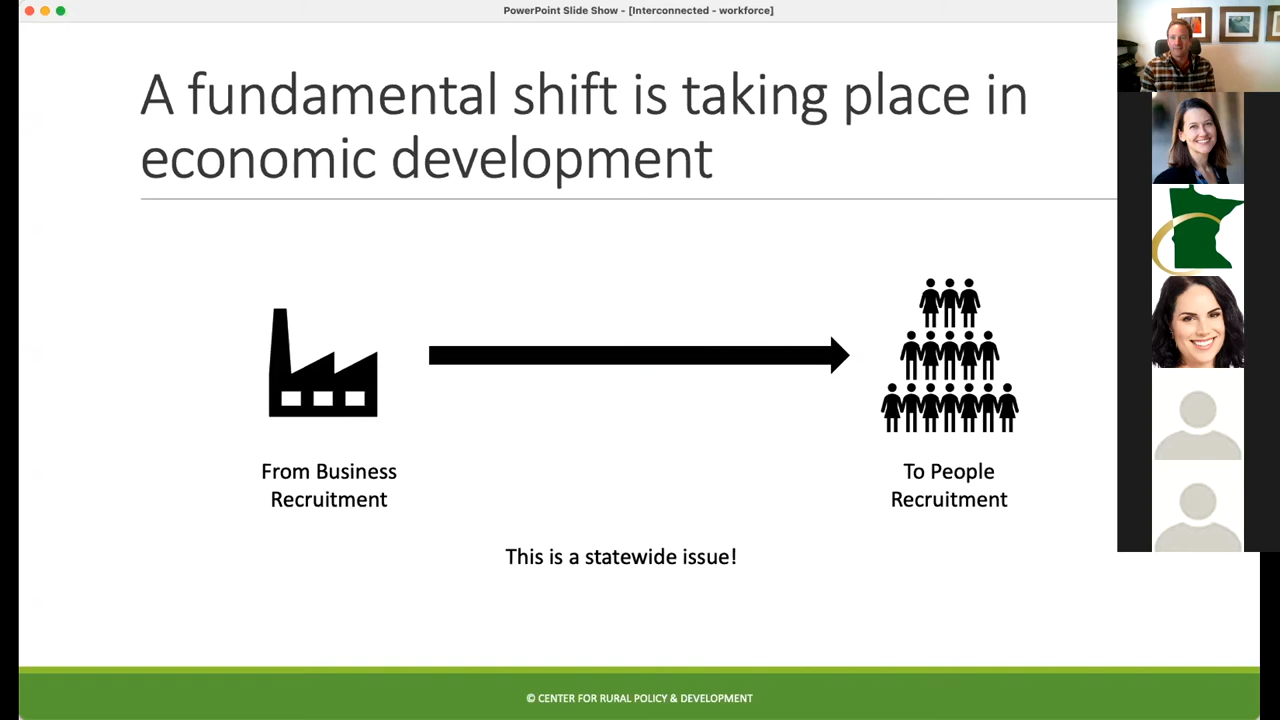 PowerPoint Slide Show - [Interconnected - workforce]
A fundamental shift is taking place in
economic development
From Business
Recruitment
To People
Recruitment
This is a statewide issue!
© CENTER FOR RURAL POLICY & DEVELOPMENT